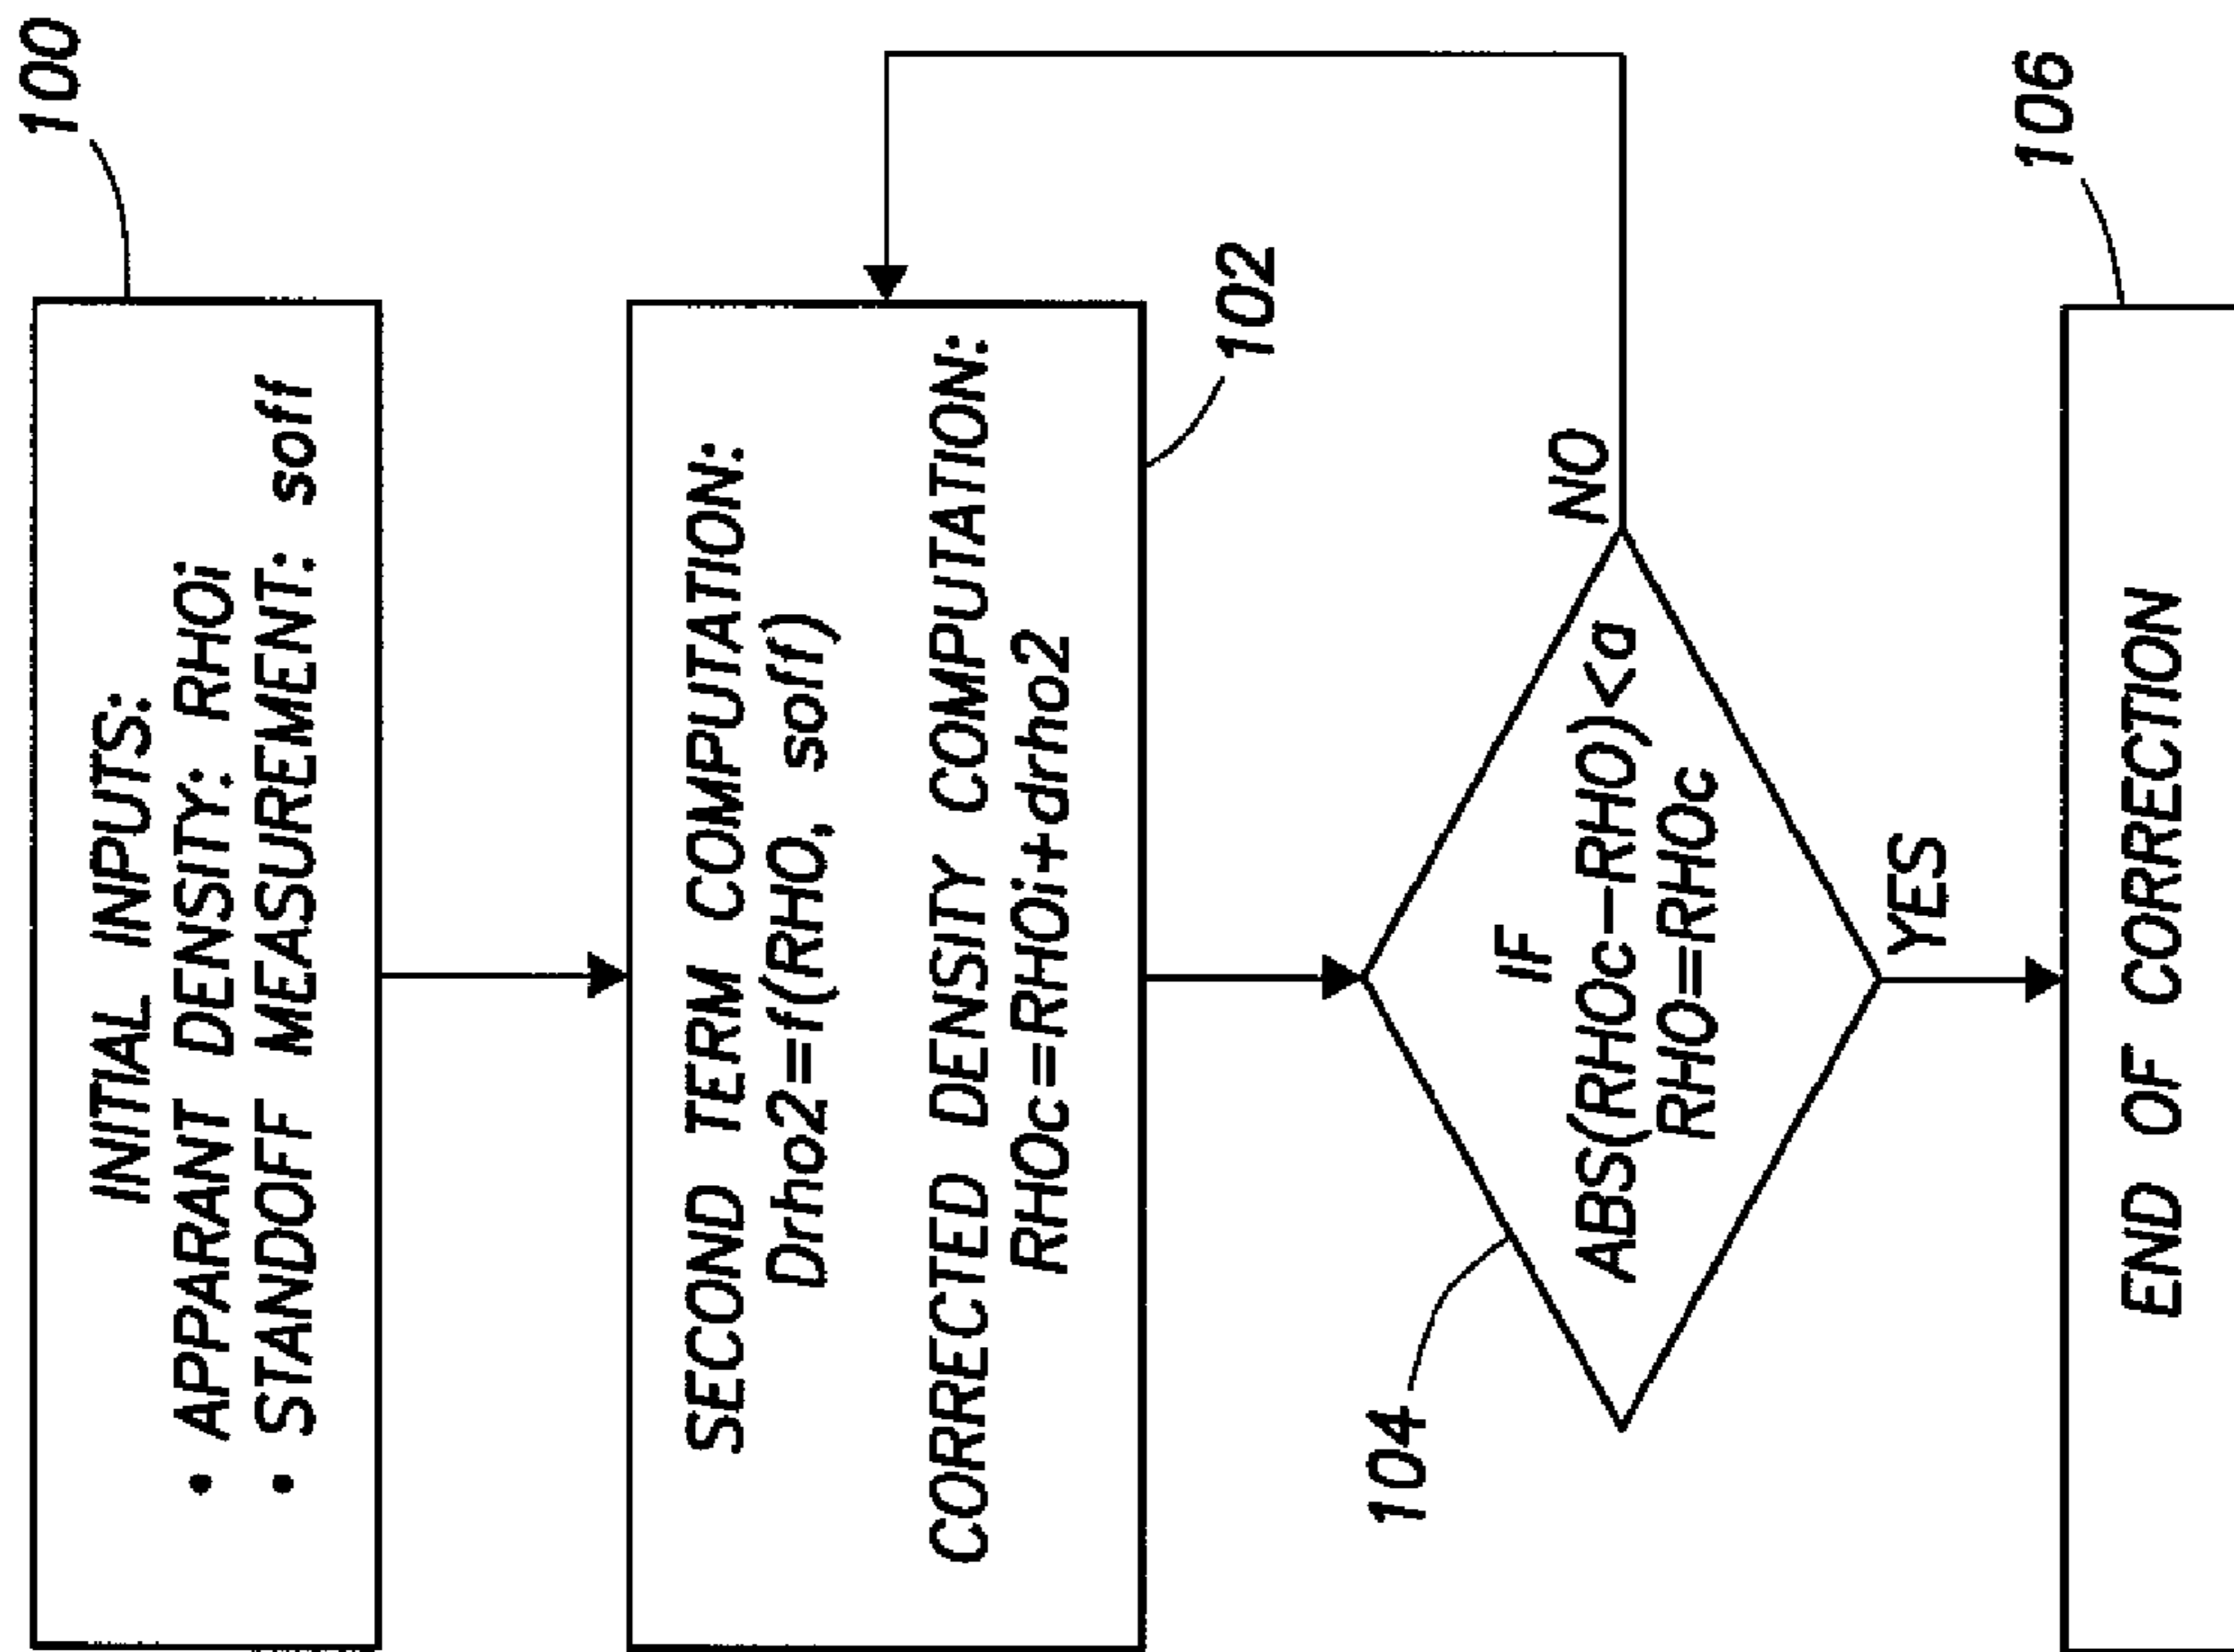 100
INITIAL INPUTS:
• APPARANT DENSITY: RHOi
• STANDOFF MEASUREMENT: soff
SECOND TERM COMPUTATION:
Drho2=f(RHO, soff)
CORRECTED DENSITY COMPUTATION:
RHOc=RHOi+drho2
102
104
IF
ABS(RHOc-RHO)<a
RHO=RHOc
NO
YES
106
END OF CORRECTION